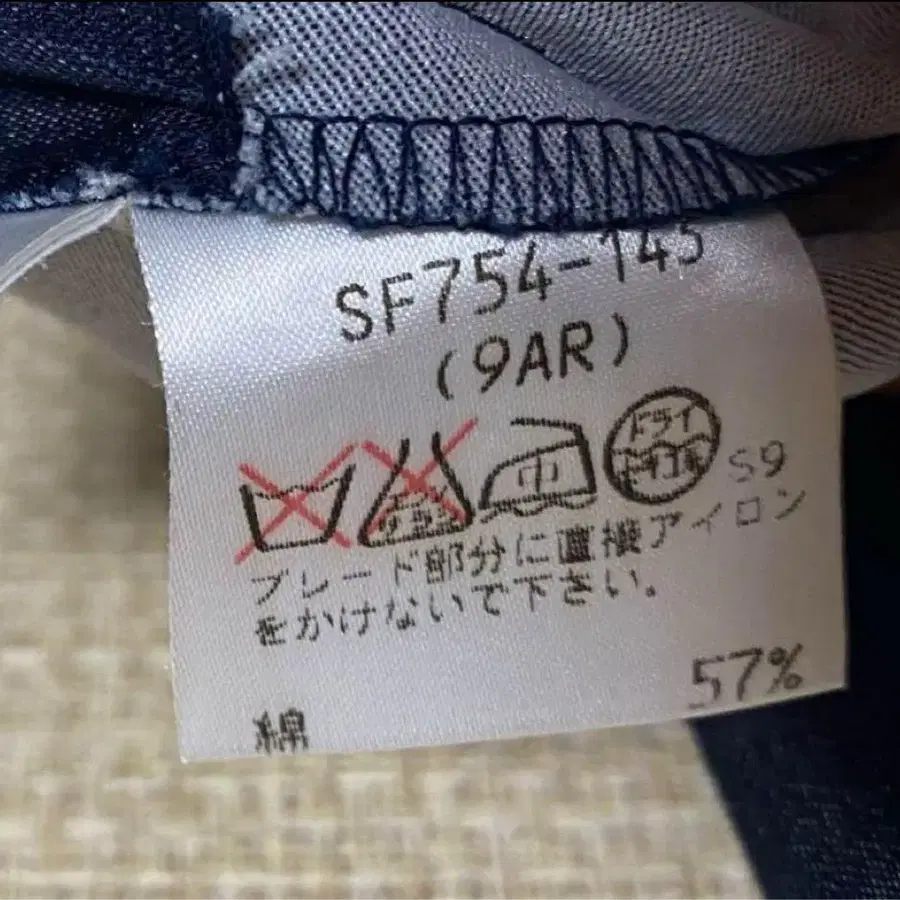 SF754-145
(9AR)
中
ドライ
S9
ブレード部分に直接アイロン
をかけないで下さい。
綿 57%